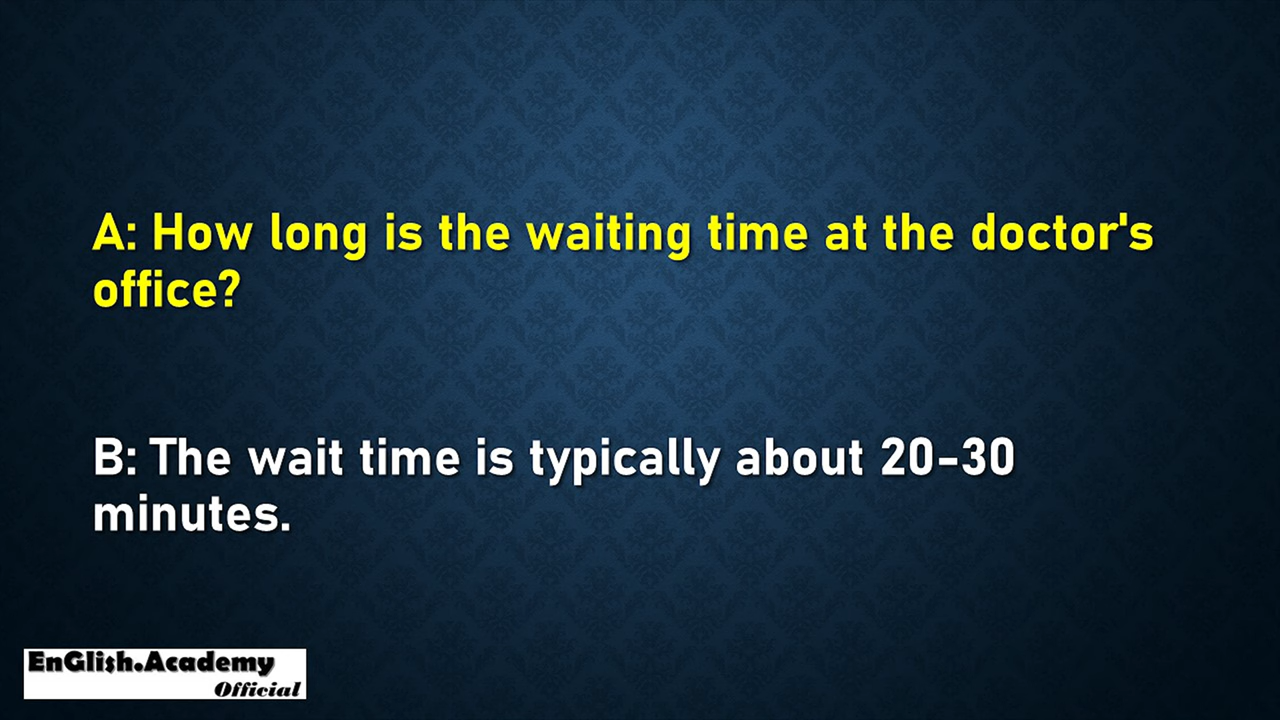 A: How long is the waiting time at the doctor's
office?
B: The wait time is typically about 20-30
minutes.
EnGlish.Academy
Official